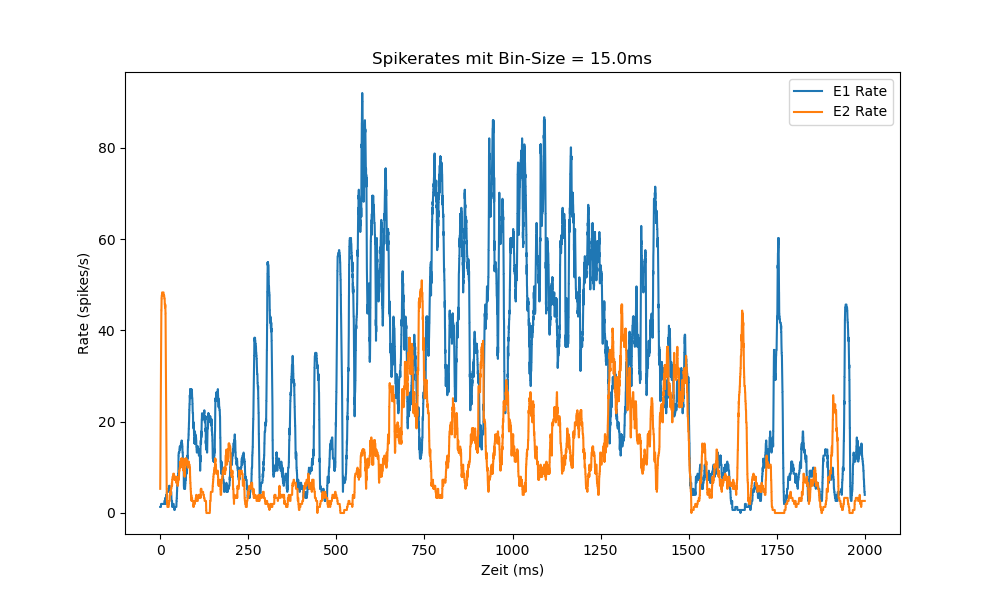 Spikerates mit Bin-Size = 15.0ms
E1 Rate
E2 Rate
Rate (spikes/s)
80
60
40
20
0
0 250 500 750 1000 1250 1500 1750 2000
Zeit (ms)